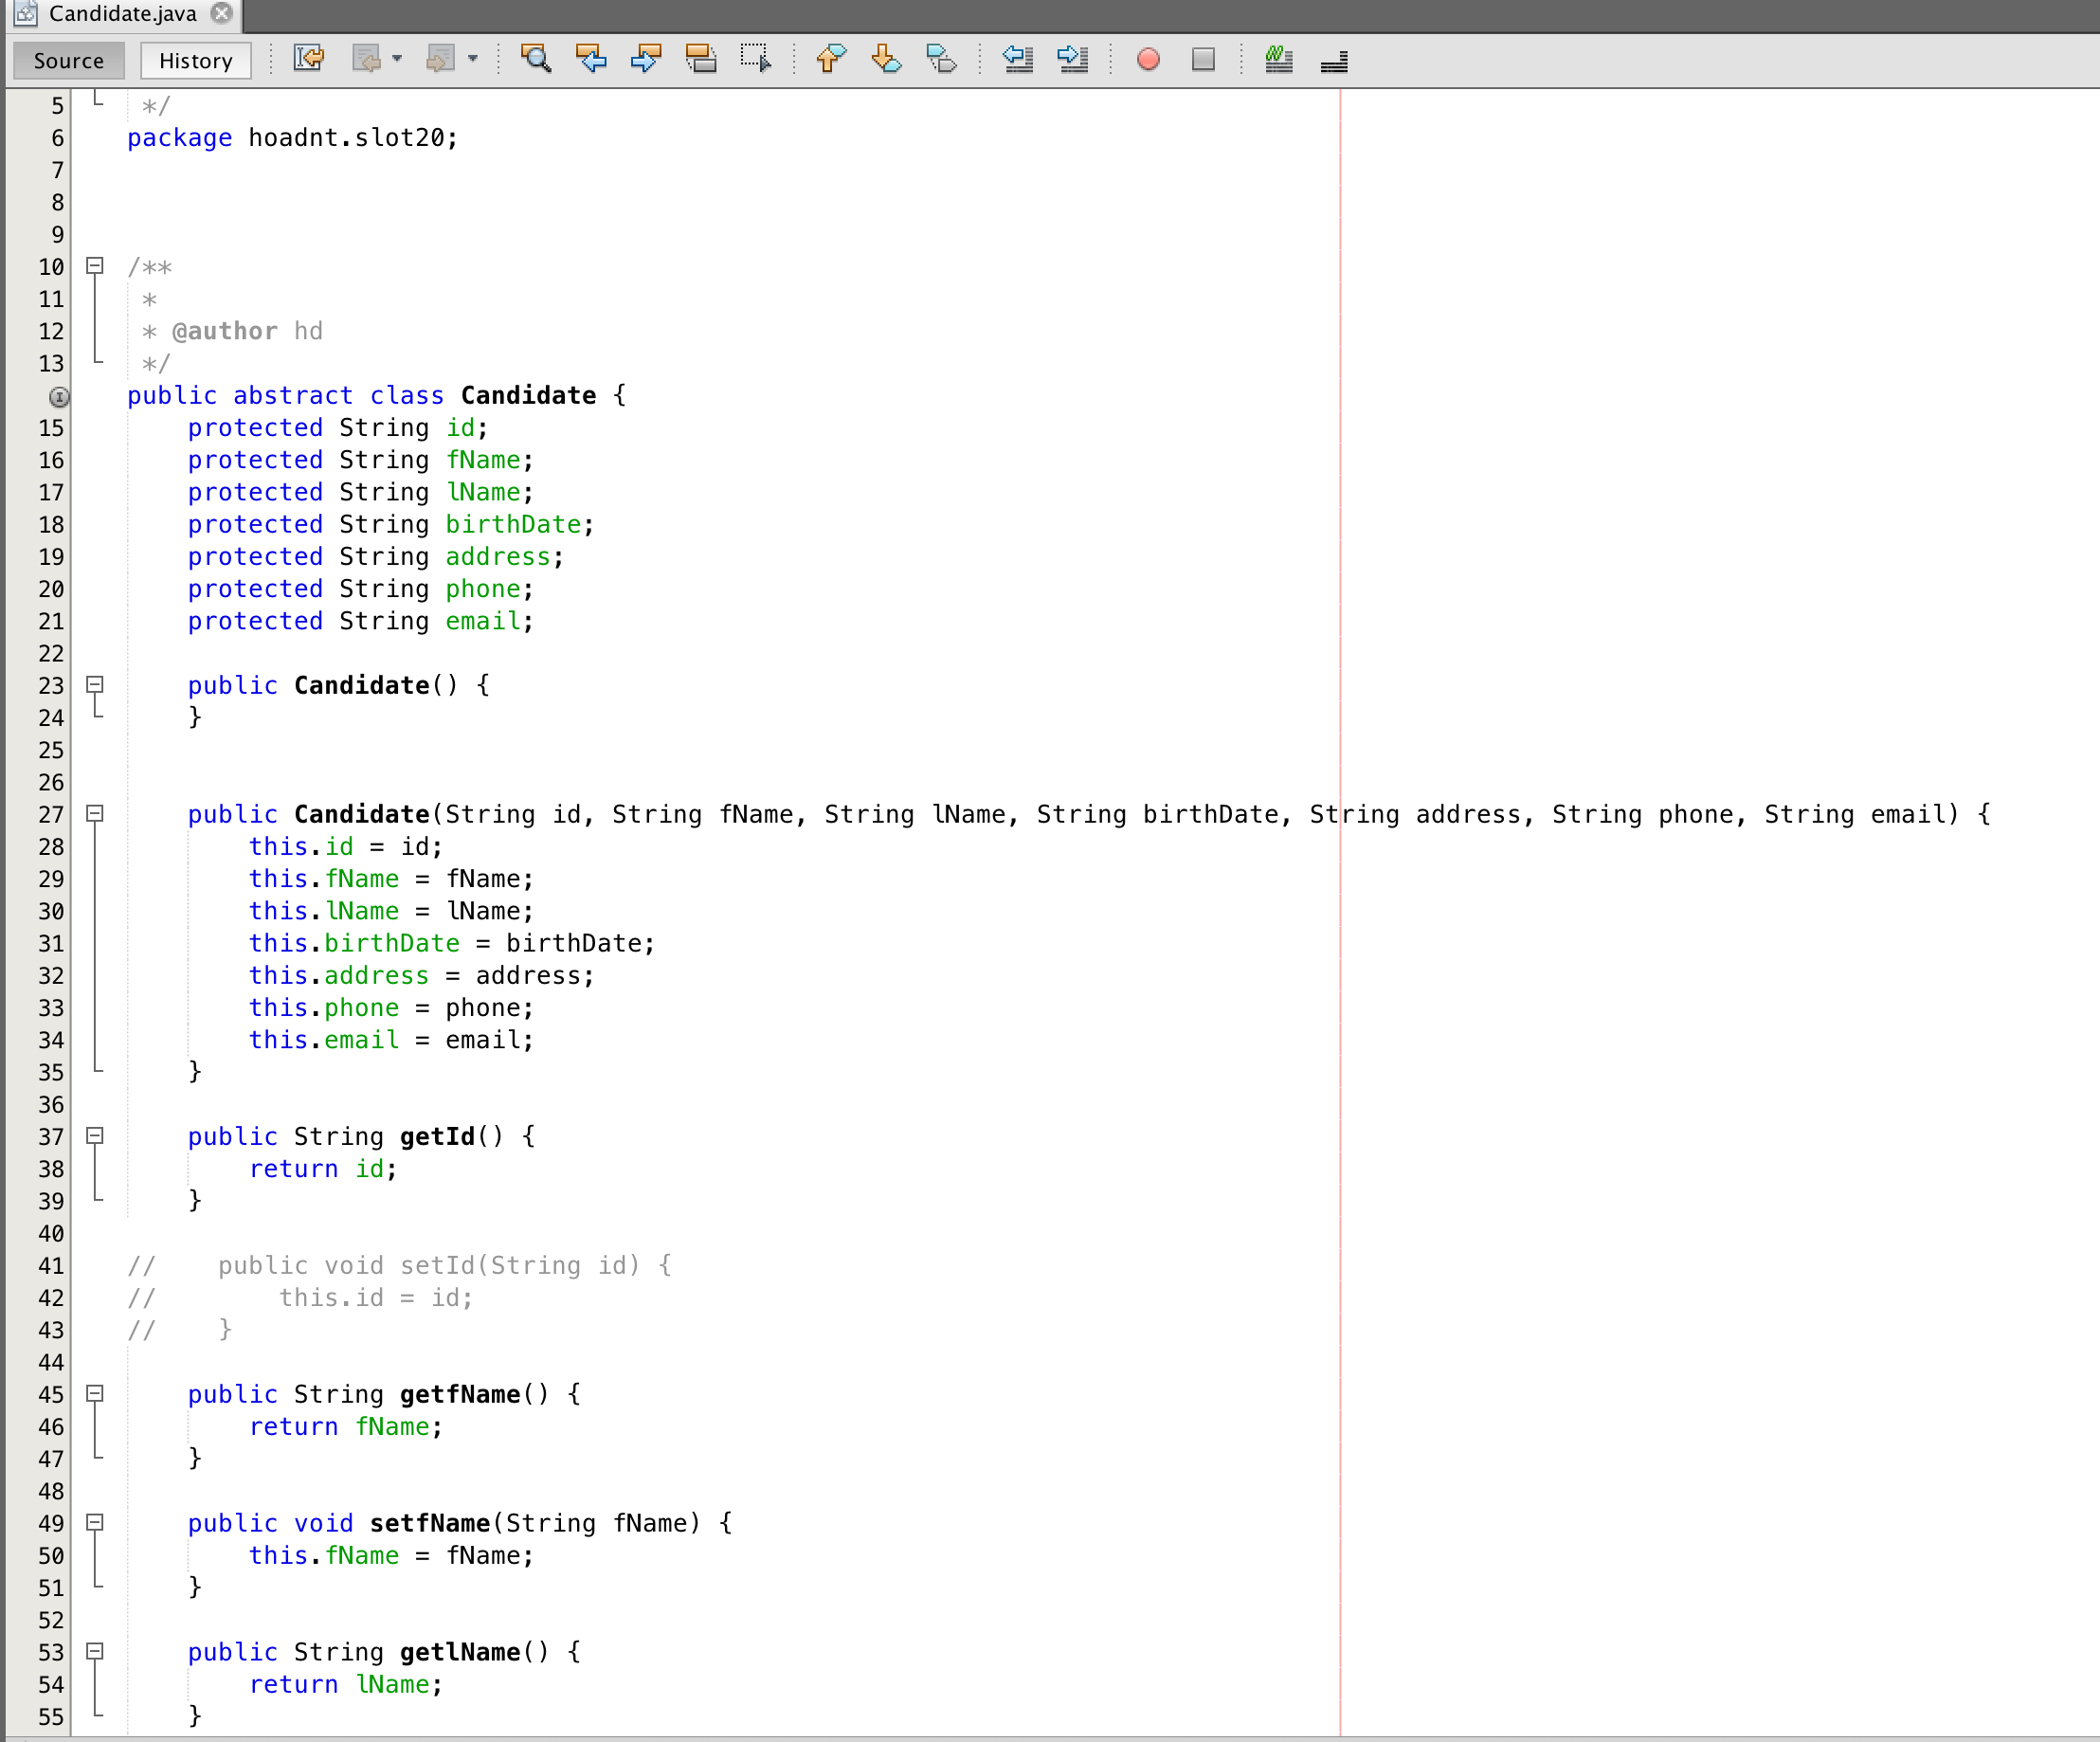 Candidate.java
Source History
5 */
6 package hoadnt.slot20;
7
8
9
10 /**
11 *
12 * @author hd
13 */
public abstract class Candidate {
15 protected String id;
16 protected String fName;
17 protected String lName;
18 protected String birthDate;
19 protected String address;
20 protected String phone;
21 protected String email;
22
23 public Candidate() {
24 }
25
26
27 public Candidate(String id, String fName, String lName, String birthDate, String address, String phone, String email) {
28 this.id = id;
29 this.fName = fName;
30 this.lName = lName;
31 this.birthDate = birthDate;
32 this.address = address;
33 this.phone = phone;
34 this.email = email;
35 }
36
37 public String getId() {
38 return id;
39 }
40
41 // public void setId(String id) {
42 // this.id = id;
43 // }
44
45 public String getfName() {
46 return fName;
47 }
48
49 public void setfName(String fName) {
50 this.fName = fName;
51 }
52
53 public String getlName() {
54 return lName;
55 }